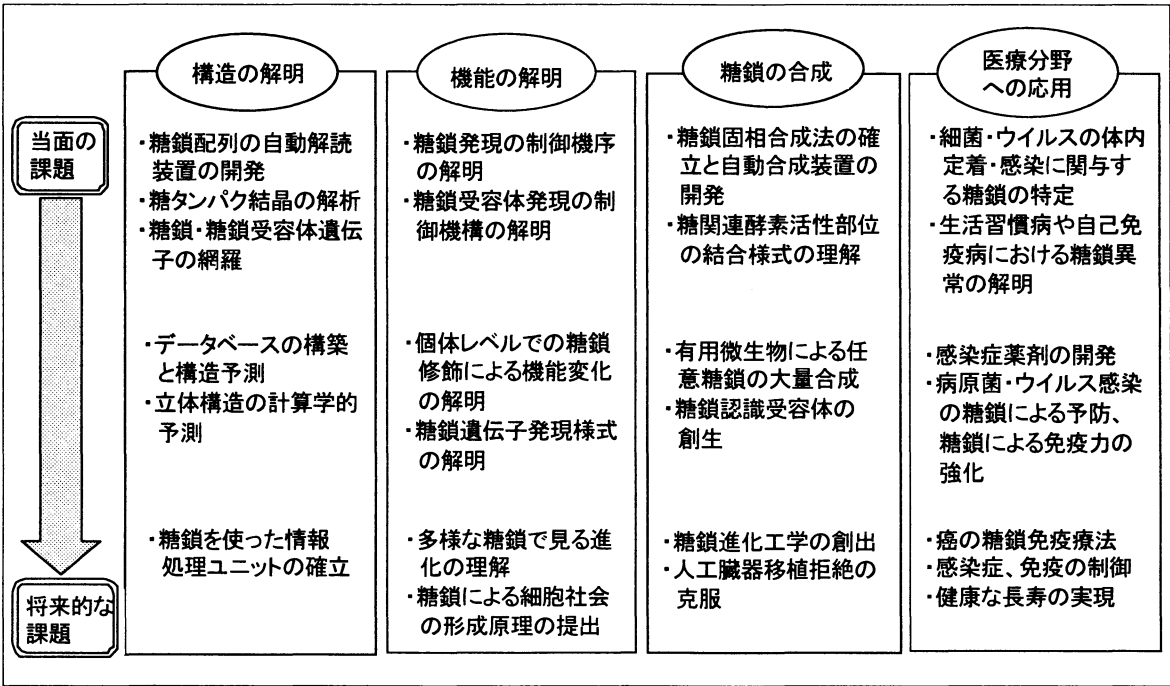 当面の
課題
将来的な
課題
構造の解明
・糖鎖配列の自動解読
装置の開発
・糖タンパク結晶の解析
・糖鎖・糖鎖受容体遺伝
子の網羅
・データベースの構築
と構造予測
・立体構造の計算学的
予測
・糖鎖を使った情報
処理ユニットの確立
機能の解明
・糖鎖発現の制御機序
の解明
・糖鎖受容体発現の制
御機構の解明
・個体レベルでの糖鎖
修飾による機能変化
の解明
・糖鎖遺伝子発現様式
の解明
・多様な糖鎖で見る進
化の理解
・糖鎖による細胞社会
の形成原理の提出
糖鎖の合成
・糖鎖固相合成法の確
立と自動合成装置の
開発
・糖関連酵素活性部位
の結合様式の理解
・有用微生物による任
意糖鎖の大量合成
・糖鎖認識受容体の
創生
・糖鎖進化工学の創出
・人工臓器移植拒絶の
克服
医療分野
への応用
・細菌・ウイルスの体内
定着・感染に関与す
る糖鎖の特定
・生活習慣病や自己免
疫病における糖鎖異
常の解明
・感染症薬剤の開発
・病原菌・ウイルス感染
の糖鎖による予防、
糖鎖による免疫力の
強化
・癌の糖鎖免疫療法
・感染症、免疫の制御
・健康な長寿の実現